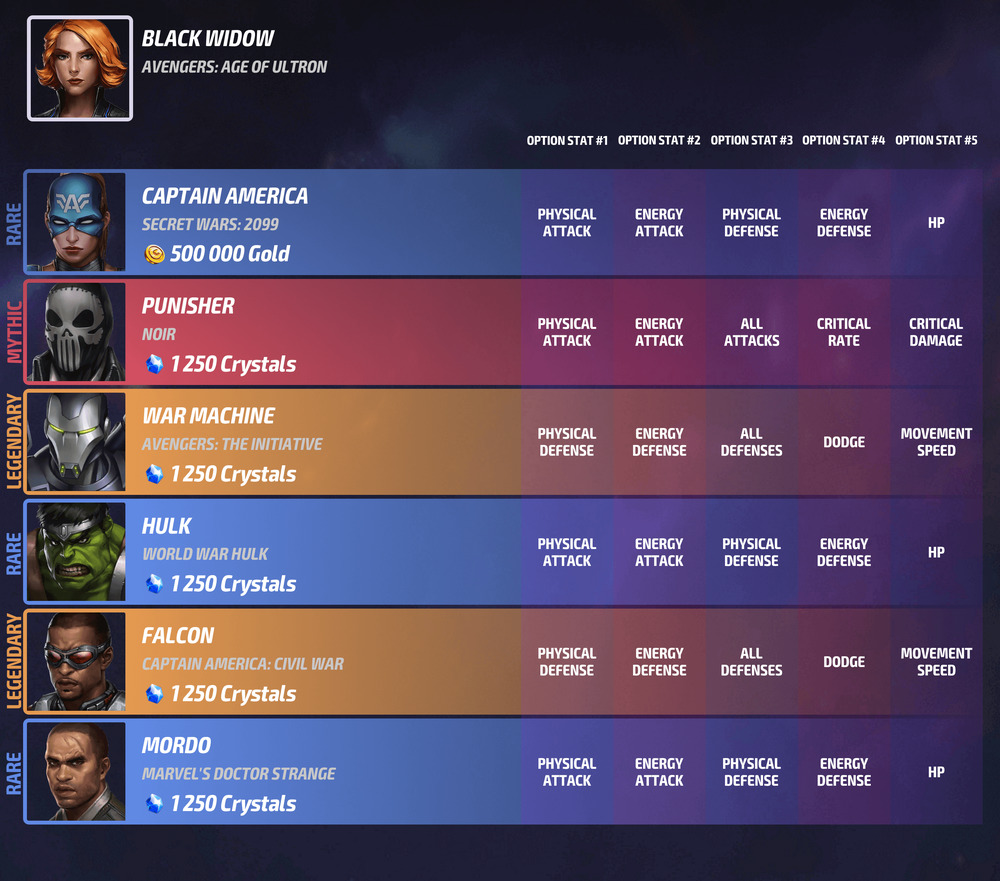 BLACK WIDOW
AVENGERS: AGE OF ULTRON
OPTION STAT #1 OPTION STAT #2 OPTION STAT #3 OPTION STAT #4 OPTION STAT #5
RARE
CAPTAIN AMERICA
SECRET WARS: 2099
500 000 Gold
PHYSICAL ATTACK
ENERGY ATTACK
PHYSICAL DEFENSE
ENERGY DEFENSE
HP
MYTHIC
PUNISHER
NOIR
1 250 Crystals
PHYSICAL ATTACK
ENERGY ATTACK
ALL ATTACKS
CRITICAL RATE
CRITICAL DAMAGE
LEGENDARY
WAR MACHINE
AVENGERS: THE INITIATIVE
1 250 Crystals
PHYSICAL DEFENSE
ENERGY DEFENSE
ALL DEFENSES
DODGE
MOVEMENT SPEED
RARE
HULK
WORLD WAR HULK
1 250 Crystals
PHYSICAL ATTACK
ENERGY ATTACK
PHYSICAL DEFENSE
ENERGY DEFENSE
HP
LEGENDARY
FALCON
CAPTAIN AMERICA: CIVIL WAR
1 250 Crystals
PHYSICAL DEFENSE
ENERGY DEFENSE
ALL DEFENSES
DODGE
MOVEMENT SPEED
RARE
MORDO
MARVEL'S DOCTOR STRANGE
1 250 Crystals
PHYSICAL ATTACK
ENERGY ATTACK
PHYSICAL DEFENSE
ENERGY DEFENSE
HP